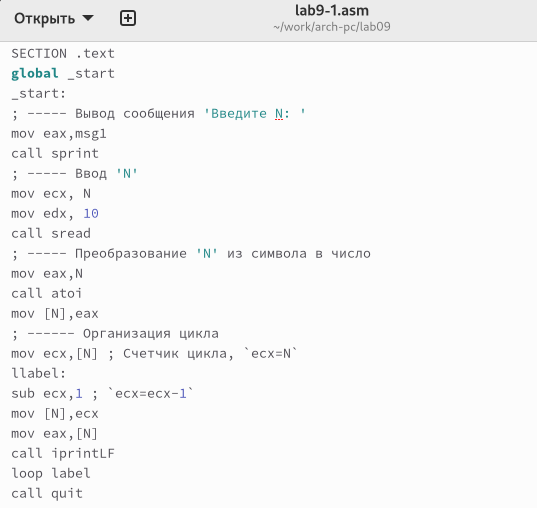 Открыть
lab9-1.asm
~/work/arch-pc/lab09
SECTION .text
global _start
_start:
; ----- Вывод сообщения 'Введите N: '
mov eax,msg1
call sprint
; ----- Ввод 'N'
mov ecx, N
mov edx, 10
call sread
; ----- Преобразование 'N' из символа в число
mov eax,N
call atoi
mov [N],eax
; ------ Организация цикла
mov ecx,[N] ; Счетчик цикла, `ecx=N`
llabel:
sub ecx,1 ; `ecx=ecx-1`
mov [N],ecx
mov eax,[N]
call iprintLF
loop label
call quit